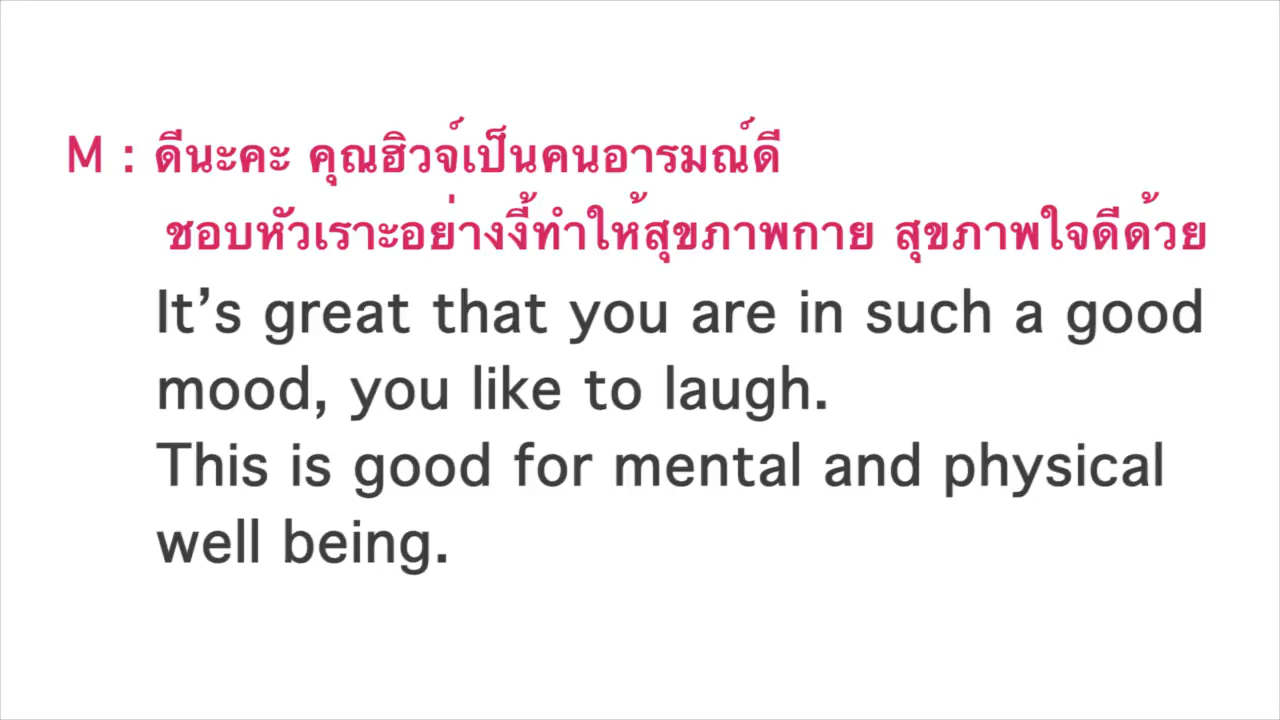 M : ดีนะคะ คุณฮิวจ์เป็นคนอารมณ์ดี
ชอบหัวเราะอย่างงี้ทำให้สุขภาพกาย สุขภาพใจดีด้วย
It’s great that you are in such a good
mood, you like to laugh.
This is good for mental and physical
well being.